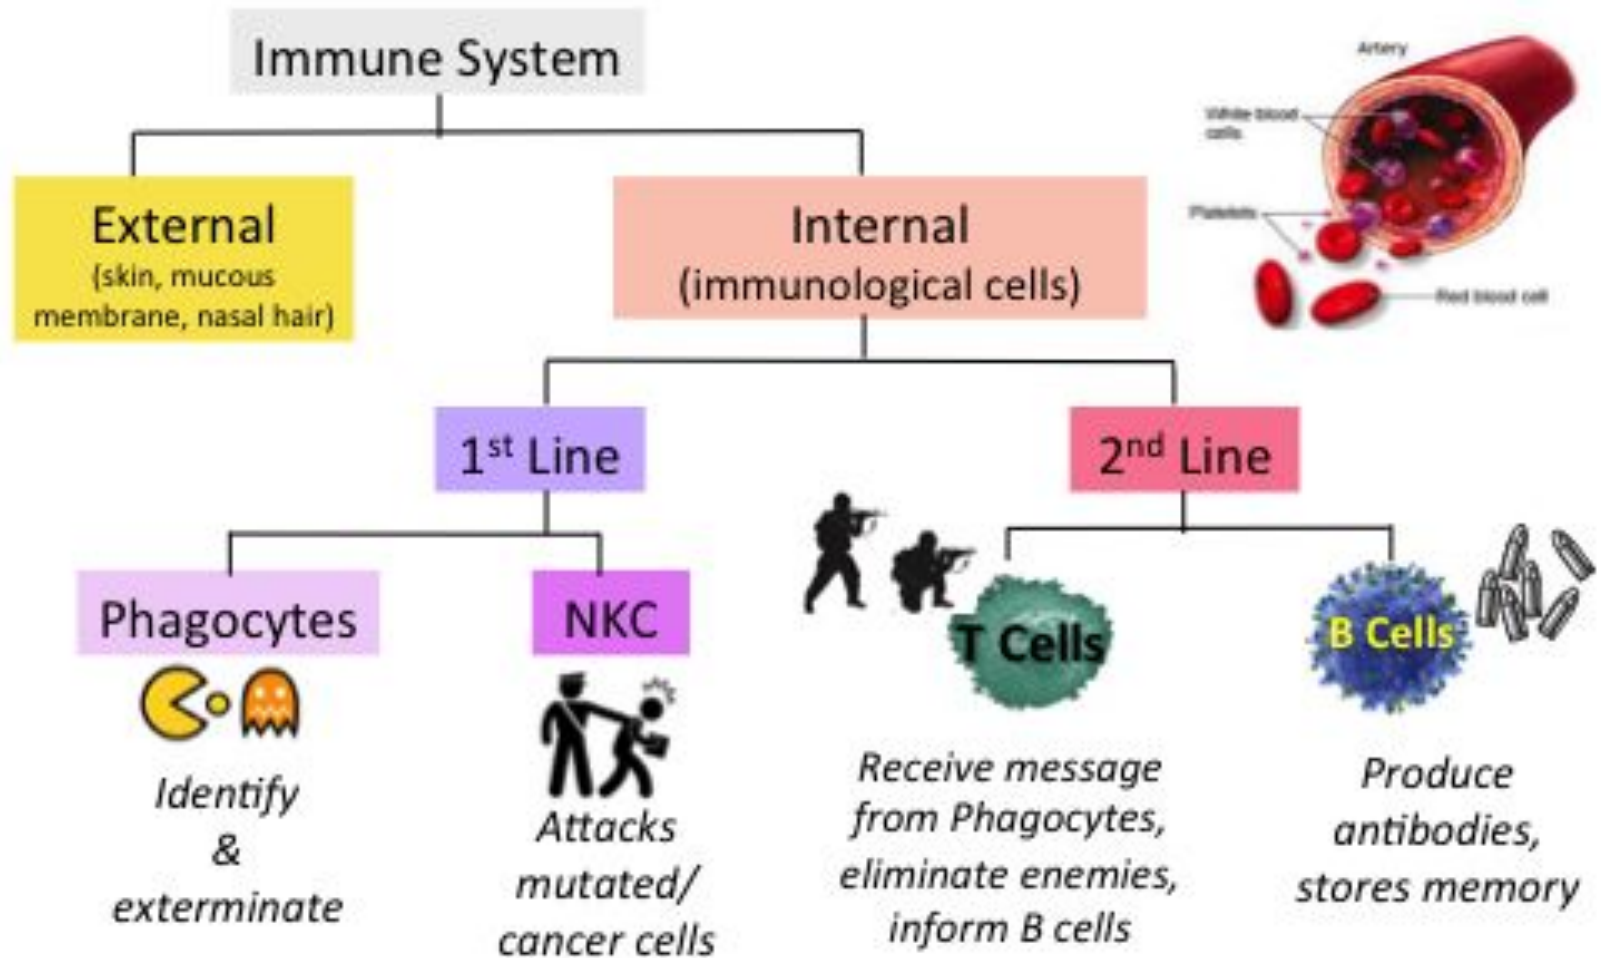 Immune System
Artery
White blood
cells
Platelets
Red blood cell
External
(skin, mucous
membrane, nasal hair)
Internal
(immunological cells)
1st Line
2nd Line
Phagocytes
NKC
T Cells
B Cells
Identify
&
exterminate
Attacks
mutated/
cancer cells
Receive message
from Phagocytes,
eliminate enemies,
inform B cells
Produce
antibodies,
stores memory